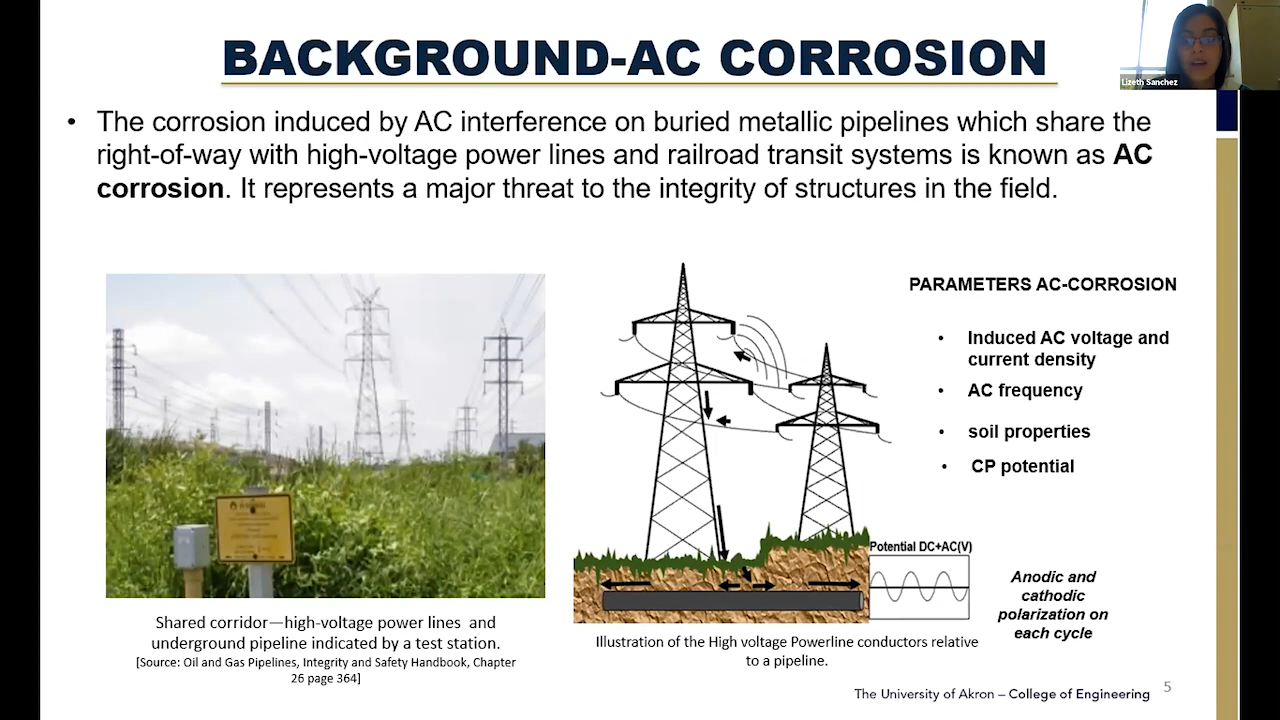 BACKGROUND-AC CORROSION
Lizeth Sanchez
• The corrosion induced by AC interference on buried metallic pipelines which share the
right-of-way with high-voltage power lines and railroad transit systems is known as AC
corrosion. It represents a major threat to the integrity of structures in the field.
PARAMETERS AC-CORROSION
• Induced AC voltage and
current density
• AC frequency
• soil properties
• CP potential
Potential DC+AC(V)
Anodic and
cathodic
polarization on
each cycle
Shared corridor—high-voltage power lines and
underground pipeline indicated by a test station.
[Source: Oil and Gas Pipelines, Integrity and Safety Handbook, Chapter
26 page 364]
Illustration of the High voltage Powerline conductors relative
to a pipeline.
The University of Akron – College of Engineering
5